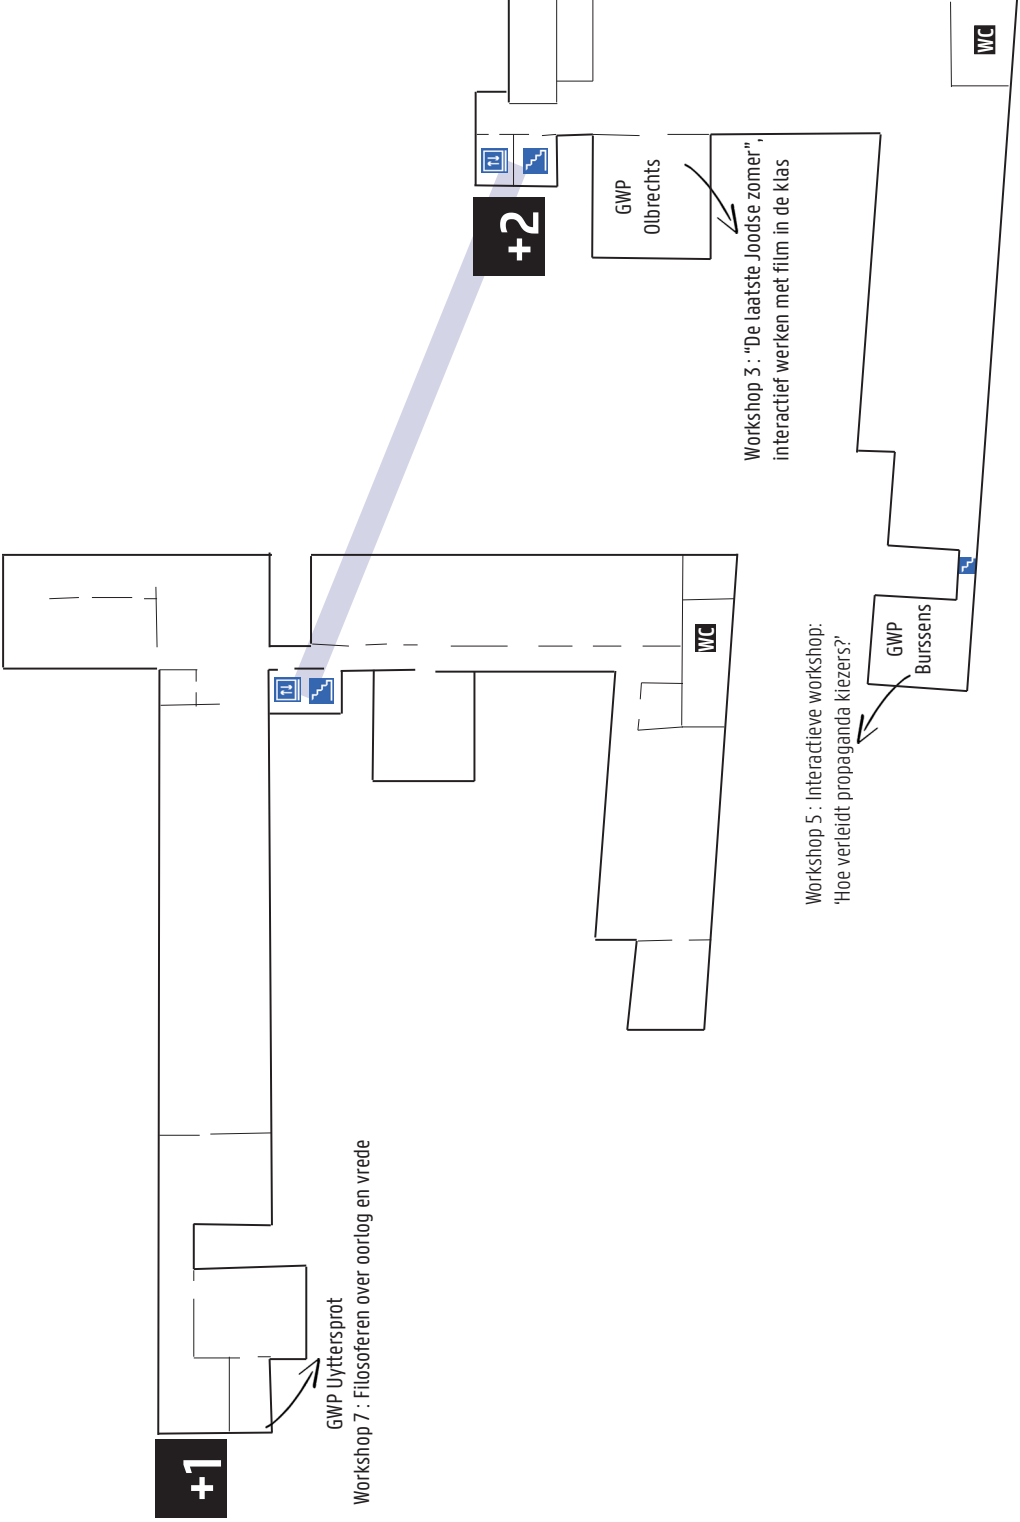 +1
GWP Uyttersprot
Workshop 7 : Filosoferen over oorlog en vrede
WC
+2
GWP
Olbrechts
Workshop 3 : “De laatste Joodse zomer”,
interactief werken met film in de klas
Workshop 5 : Interactieve workshop:
‘Hoe verleidt propaganda kiezers?’
GWP
Burssens
WC